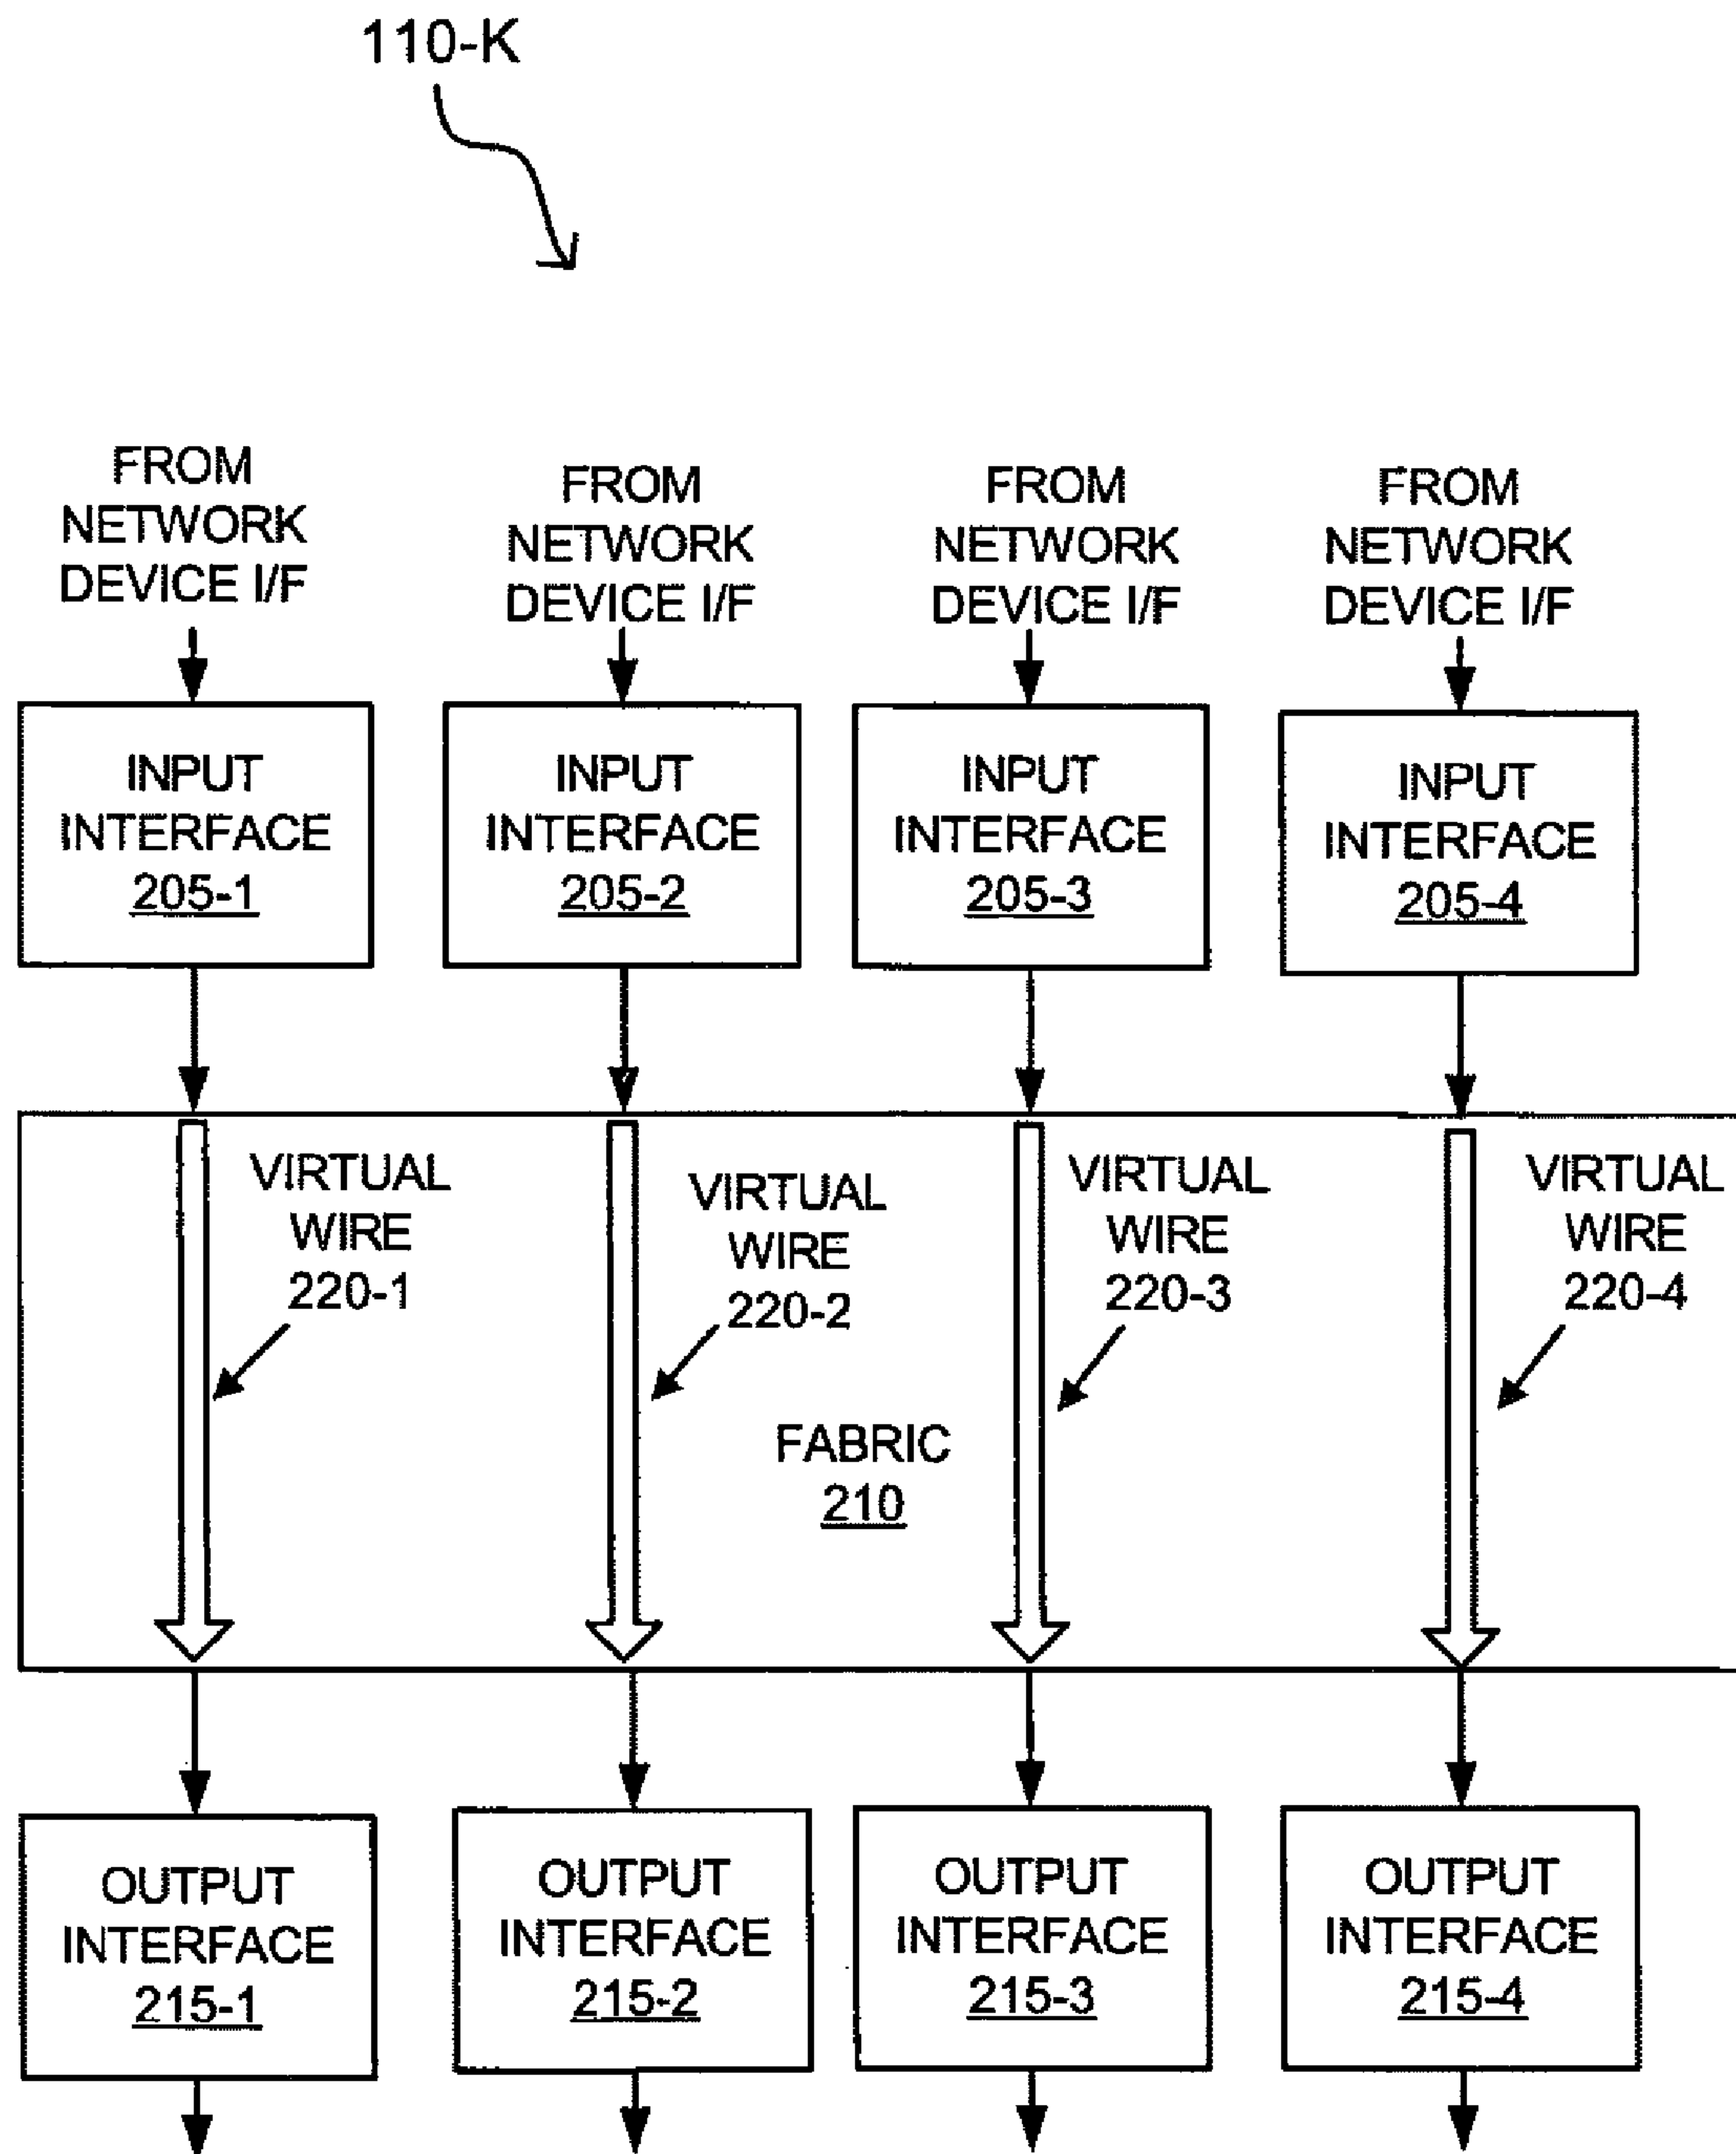 110-K
FROM
NETWORK
DEVICE I/F
FROM
NETWORK
DEVICE I/F
FROM
NETWORK
DEVICE I/F
FROM
NETWORK
DEVICE I/F
INPUT
INTERFACE
205-1
INPUT
INTERFACE
205-2
INPUT
INTERFACE
205-3
INPUT
INTERFACE
205-4
VIRTUAL
WIRE
220-1
VIRTUAL
WIRE
220-2
VIRTUAL
WIRE
220-3
VIRTUAL
WIRE
220-4
FABRIC
210
OUTPUT
INTERFACE
215-1
OUTPUT
INTERFACE
215-2
OUTPUT
INTERFACE
215-3
OUTPUT
INTERFACE
215-4